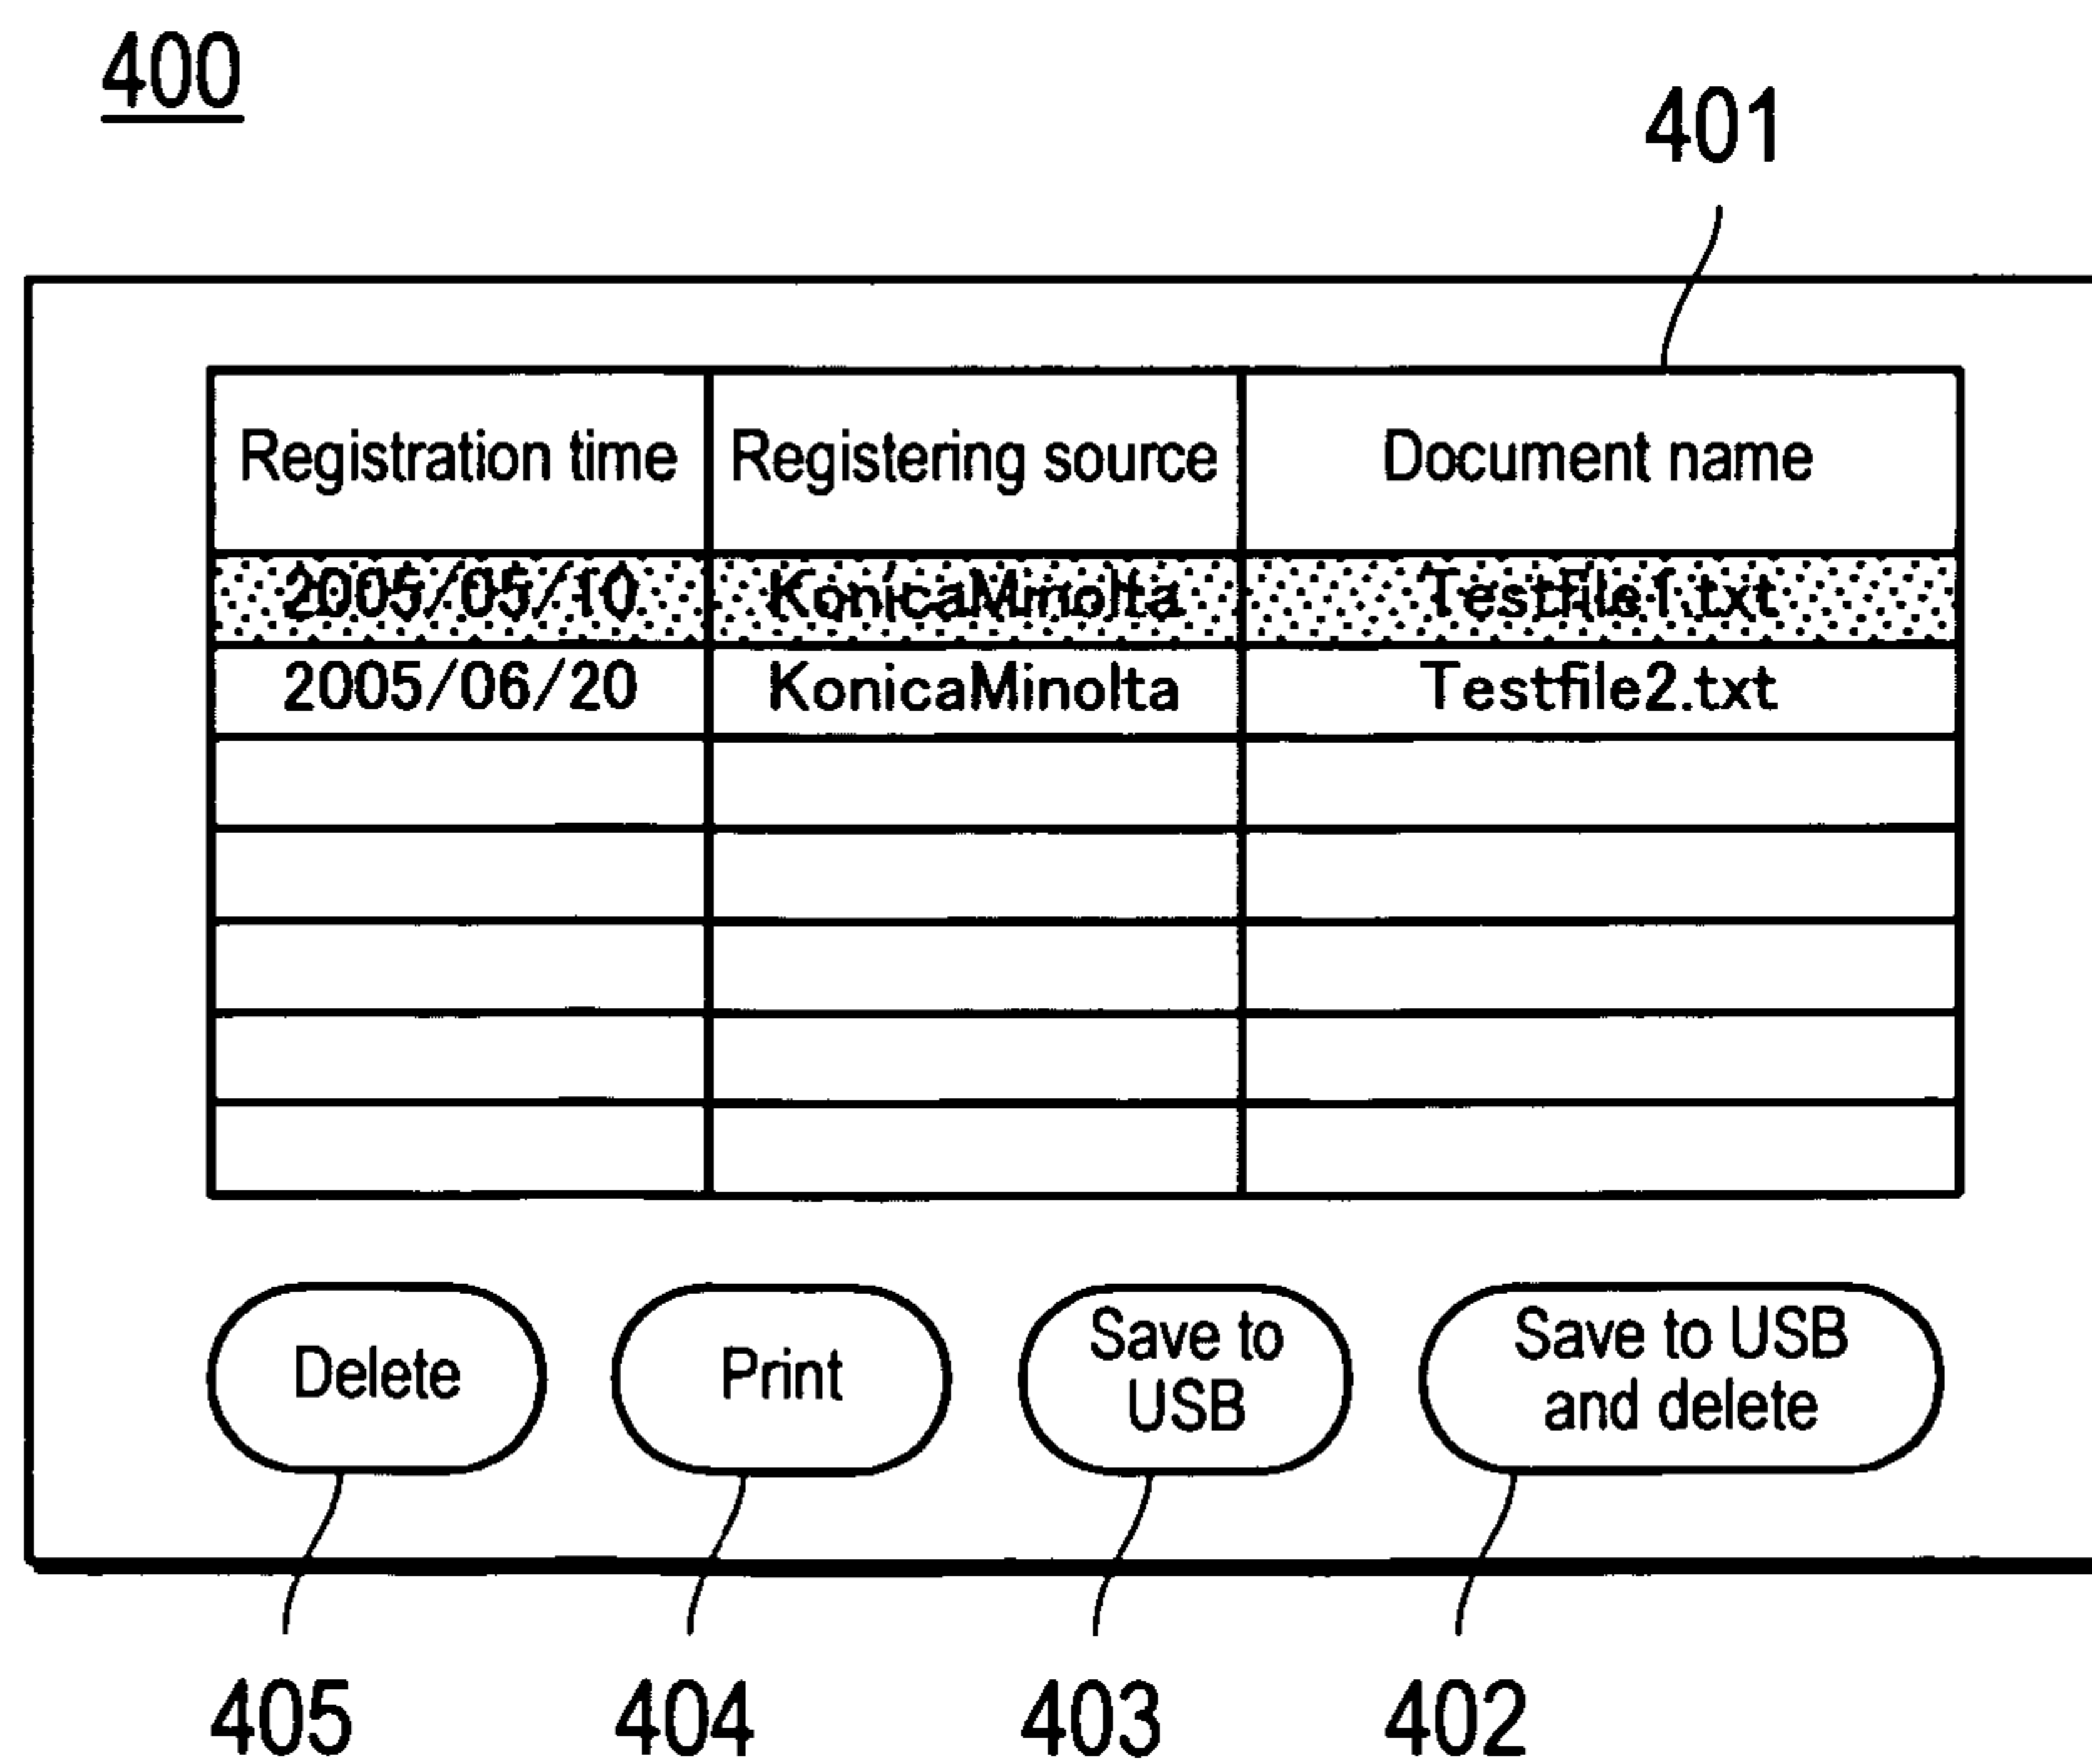 400
401
Registration time Registering source Document name
2005/05/10 KonicaMinolta Testfile1.txt
2005/06/20 KonicaMinolta Testfile2.txt
Delete
Print
Save to
USB
Save to USB
and delete
405 404 403 402